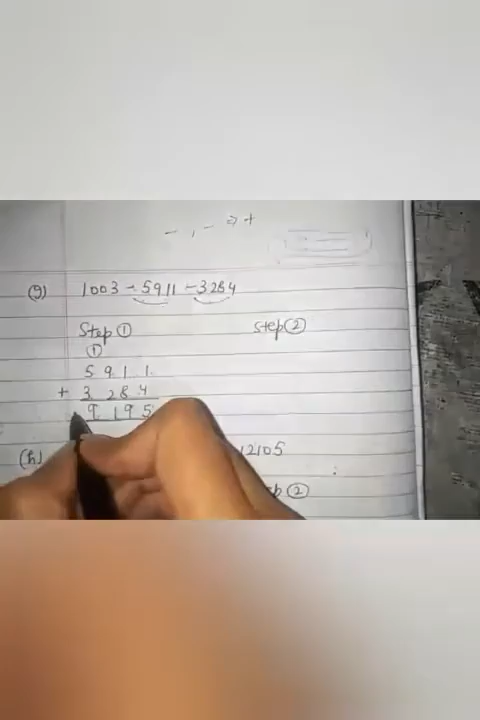 - , - ⇒ +
(g) 1003 - 5911 - 3284
Step ① Step ②
①
5 9 1 1
+ 3 2 8 4
9 1 9 5
(h) 12105
②